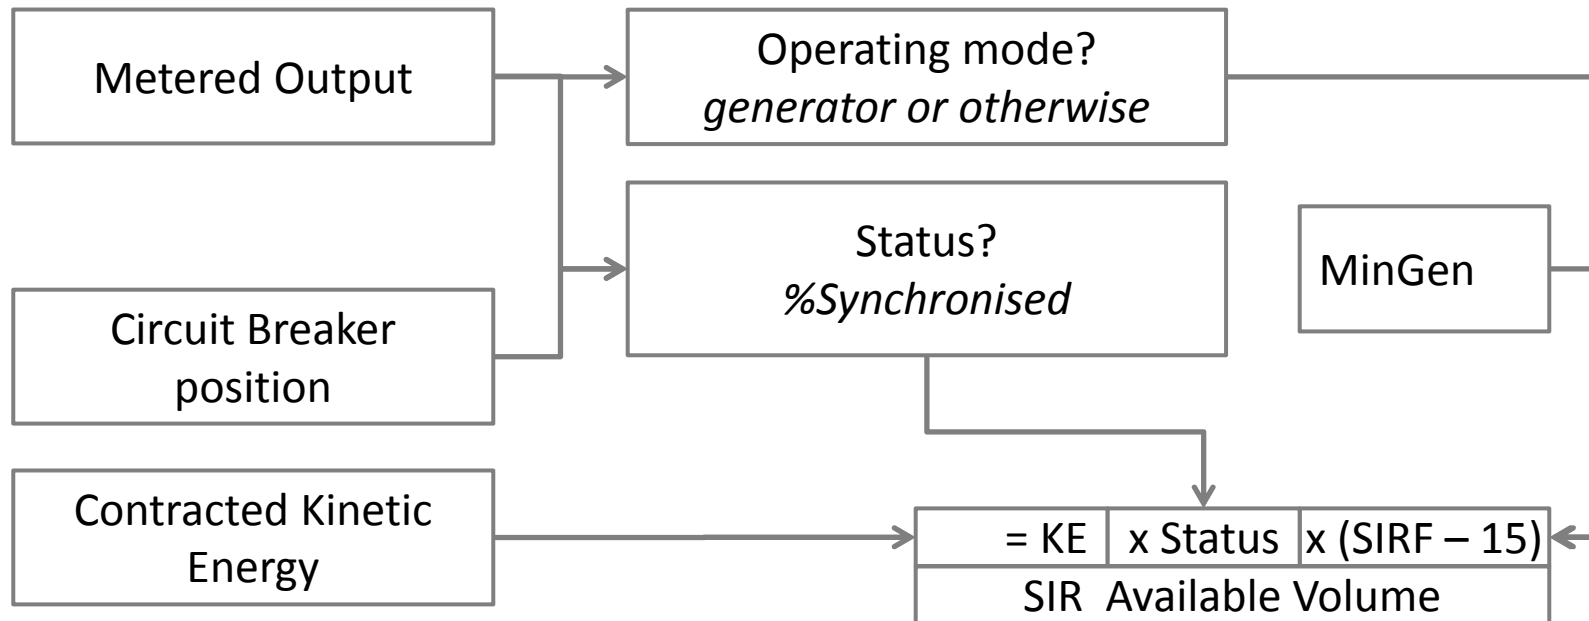 Metered Output
Operating mode?
generator or otherwise
Status?
%Synchronised
MinGen
Circuit Breaker
position
Contracted Kinetic
Energy
= KE x Status x (SIRF – 15)
SIR Available Volume